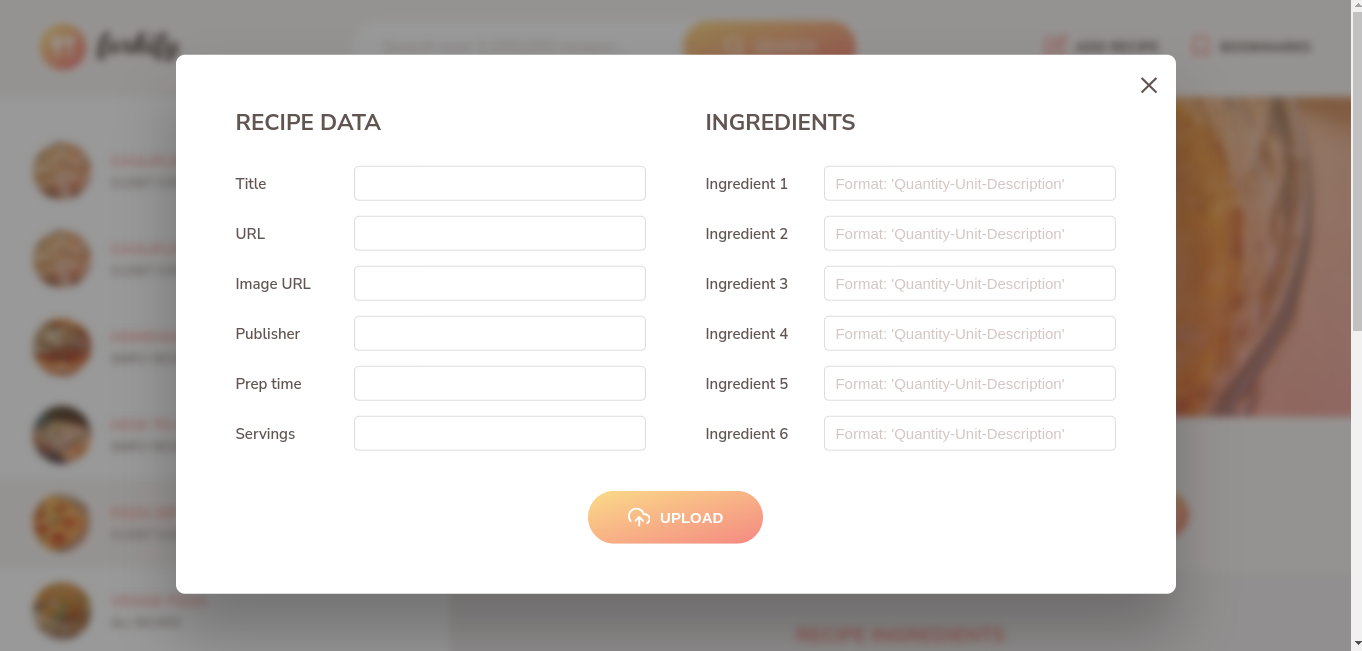 forkify
ADD RECIPE
BOOKMARKS
RECIPE DATA
Title
URL
Image URL
Publisher
Prep time
Servings
INGREDIENTS
Ingredient 1 Format: 'Quantity-Unit-Description'
Ingredient 2 Format: 'Quantity-Unit-Description'
Ingredient 3 Format: 'Quantity-Unit-Description'
Ingredient 4 Format: 'Quantity-Unit-Description'
Ingredient 5 Format: 'Quantity-Unit-Description'
Ingredient 6 Format: 'Quantity-Unit-Description'
UPLOAD
RECIPE INGREDIENTS